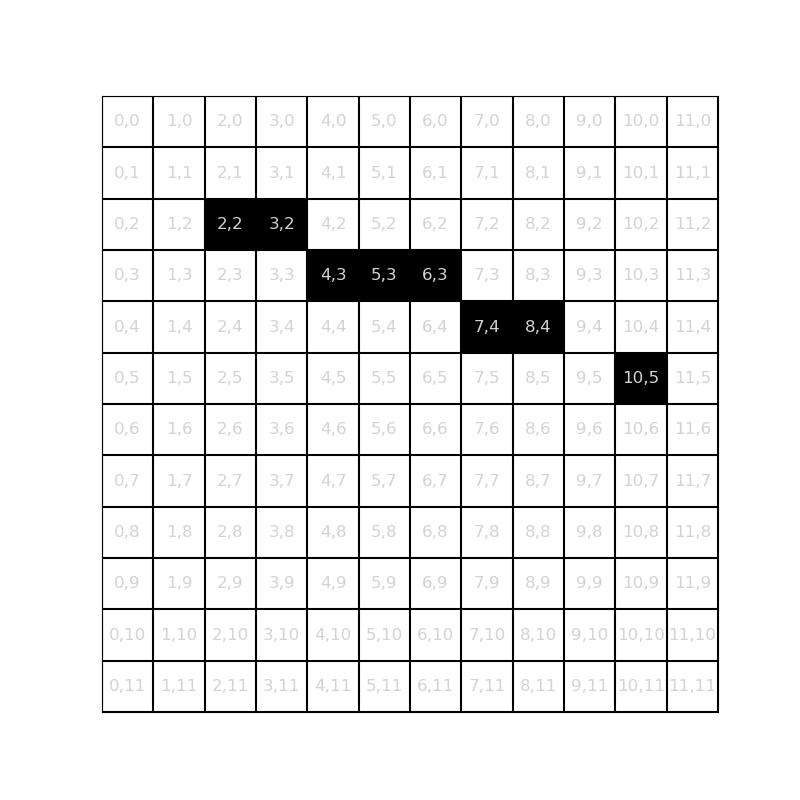 0,0 1,0 2,0 3,0 4,0 5,0 6,0 7,0 8,0 9,0 10,0 11,0
0,1 1,1 2,1 3,1 4,1 5,1 6,1 7,1 8,1 9,1 10,1 11,1
0,2 1,2 2,2 3,2 4,2 5,2 6,2 7,2 8,2 9,2 10,2 11,2
0,3 1,3 2,3 3,3 4,3 5,3 6,3 7,3 8,3 9,3 10,3 11,3
0,4 1,4 2,4 3,4 4,4 5,4 6,4 7,4 8,4 9,4 10,4 11,4
0,5 1,5 2,5 3,5 4,5 5,5 6,5 7,5 8,5 9,5 10,5 11,5
0,6 1,6 2,6 3,6 4,6 5,6 6,6 7,6 8,6 9,6 10,6 11,6
0,7 1,7 2,7 3,7 4,7 5,7 6,7 7,7 8,7 9,7 10,7 11,7
0,8 1,8 2,8 3,8 4,8 5,8 6,8 7,8 8,8 9,8 10,8 11,8
0,9 1,9 2,9 3,9 4,9 5,9 6,9 7,9 8,9 9,9 10,9 11,9
0,10 1,10 2,10 3,10 4,10 5,10 6,10 7,10 8,10 9,10 10,10 11,10
0,11 1,11 2,11 3,11 4,11 5,11 6,11 7,11 8,11 9,11 10,11 11,11